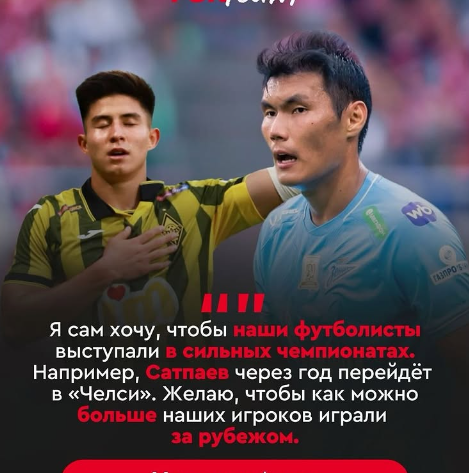 Я сам хочу, чтобы наши футболисты
выступали в сильных чемпионатах.
Например, Сатпаев через год перейдёт
в «Челси». Желаю, чтобы как можно
больше наших игроков играли
за рубежом.